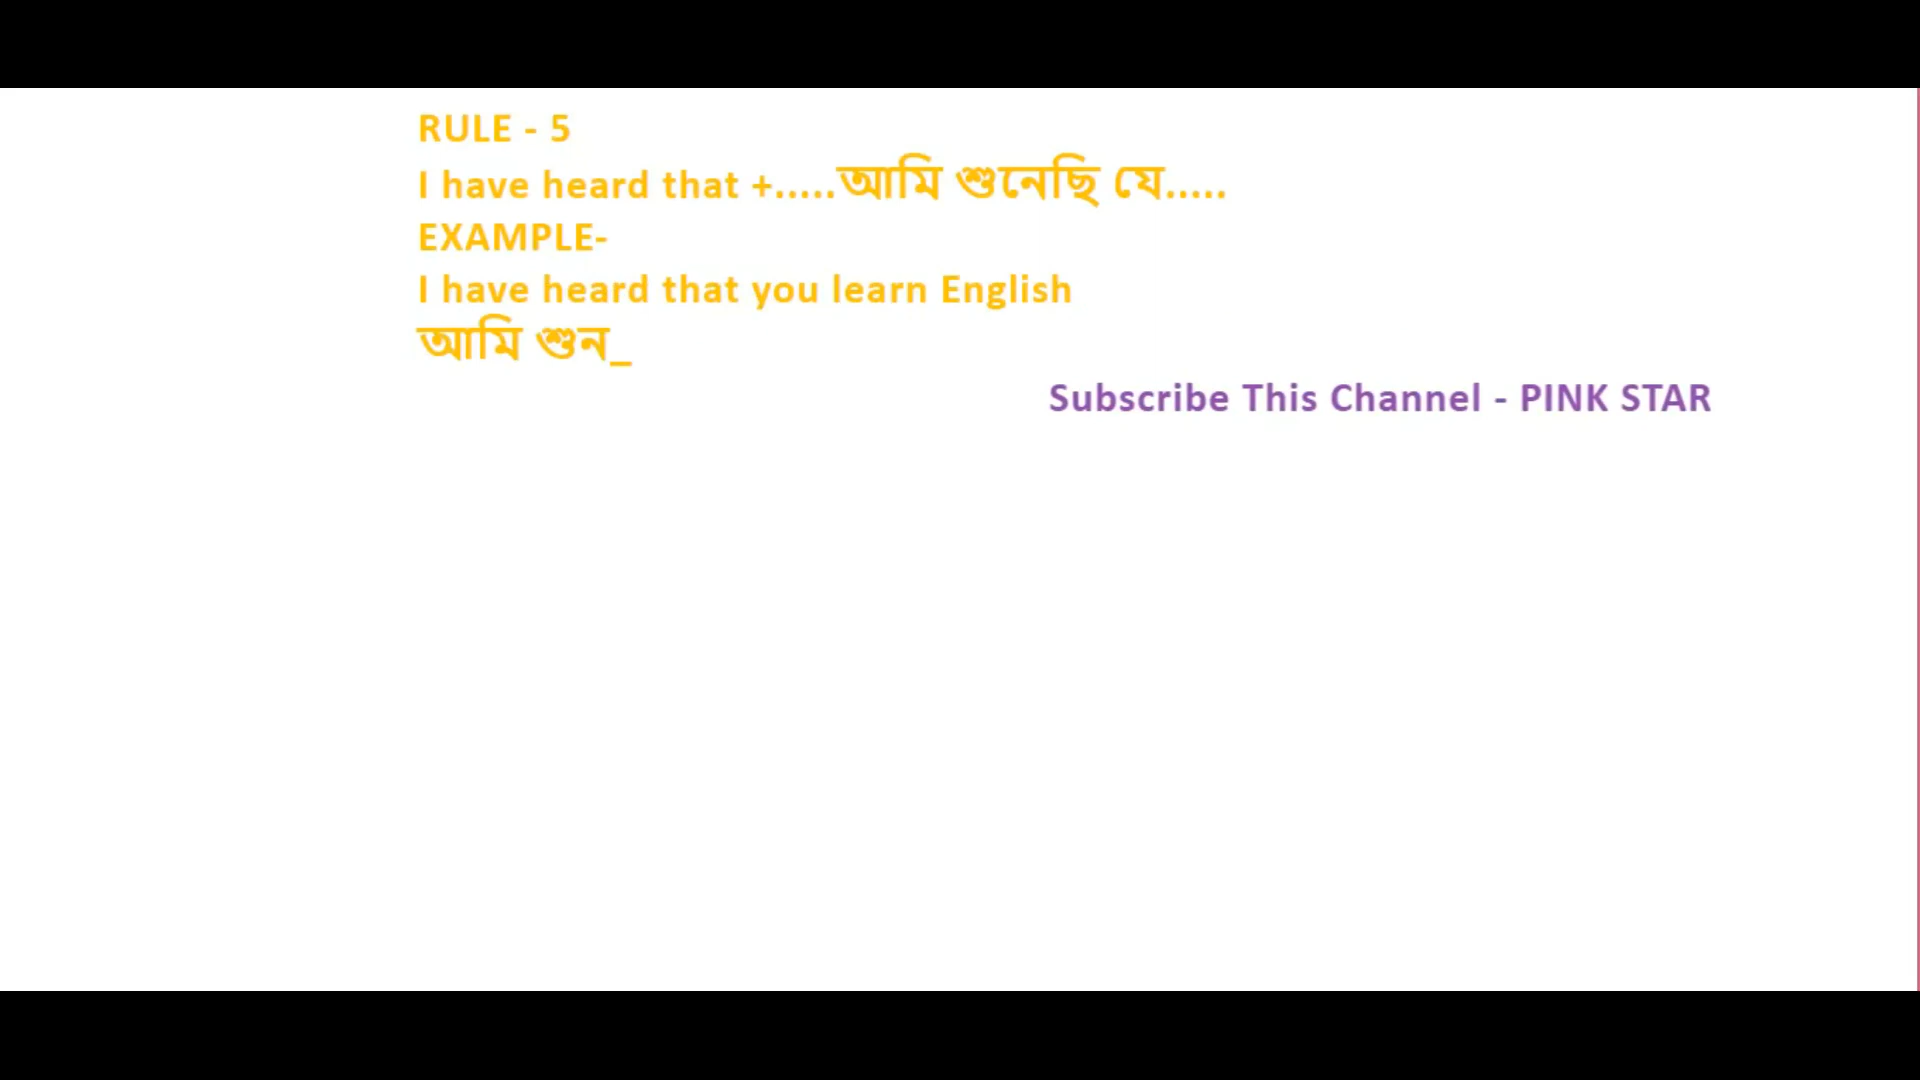 RULE - 5
I have heard that +.....আমি শুনেছি যে.....
EXAMPLE-
I have heard that you learn English
আমি শুন_
Subscribe This Channel - PINK STAR